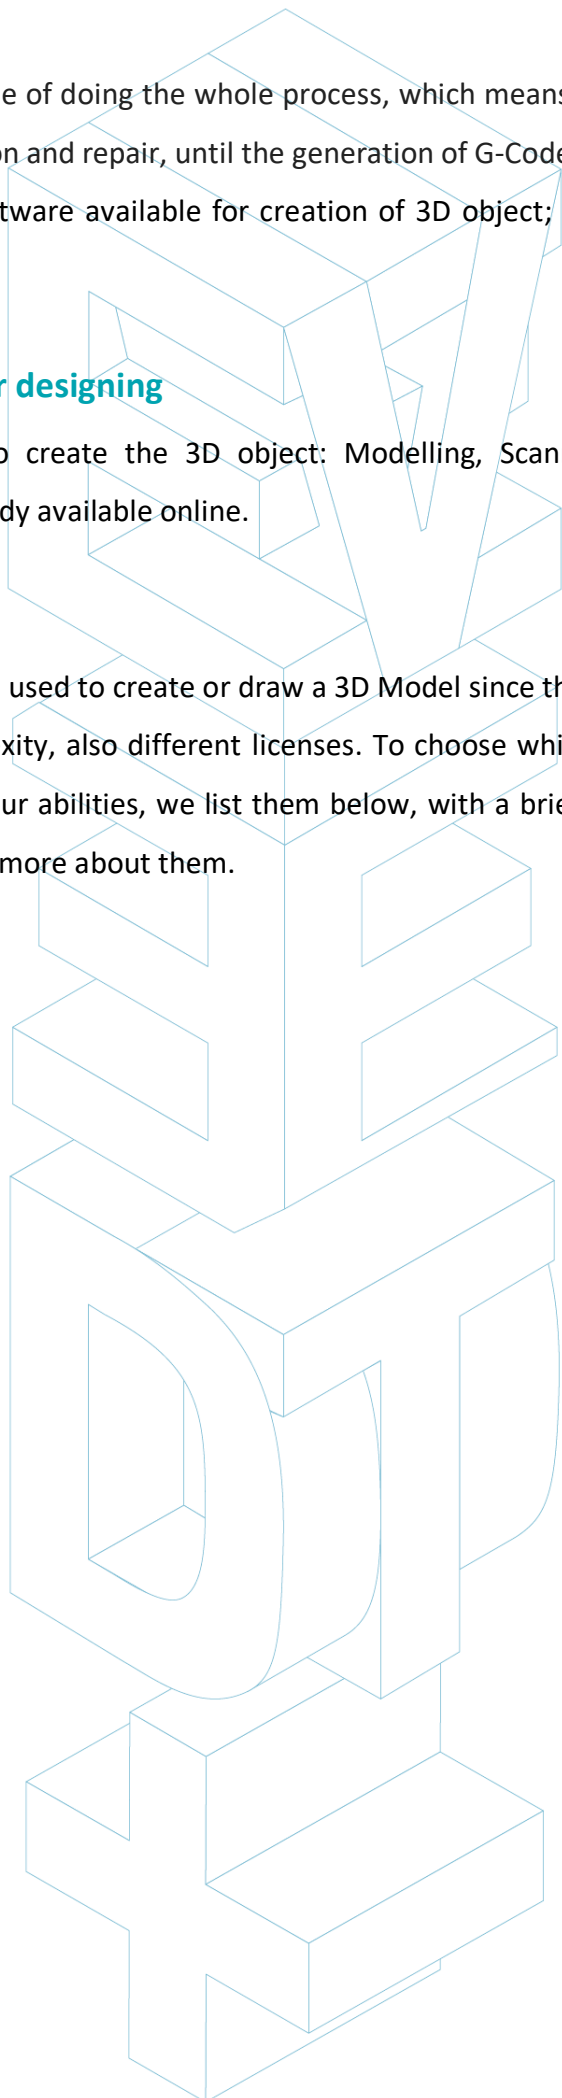 e of doing the whole process, which means
on and repair, until the generation of G-Code
tware available for creation of 3D object;
r designing
o create the 3D object: Modelling, Scan
dy available online.
used to create or draw a 3D Model since th
xity, also different licenses. To choose whi
ur abilities, we list them below, with a brie
more about them.